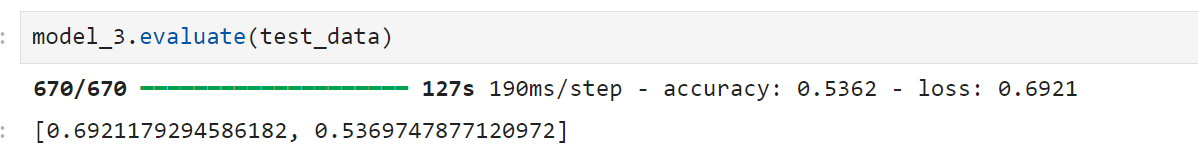 : model_3.evaluate(test_data)
670/670 ━━━━━━━━━━━━━━━━━━━━ 127s 190ms/step - accuracy: 0.5362 - loss: 0.6921
: [0.6921179294586182, 0.5369747877120972]